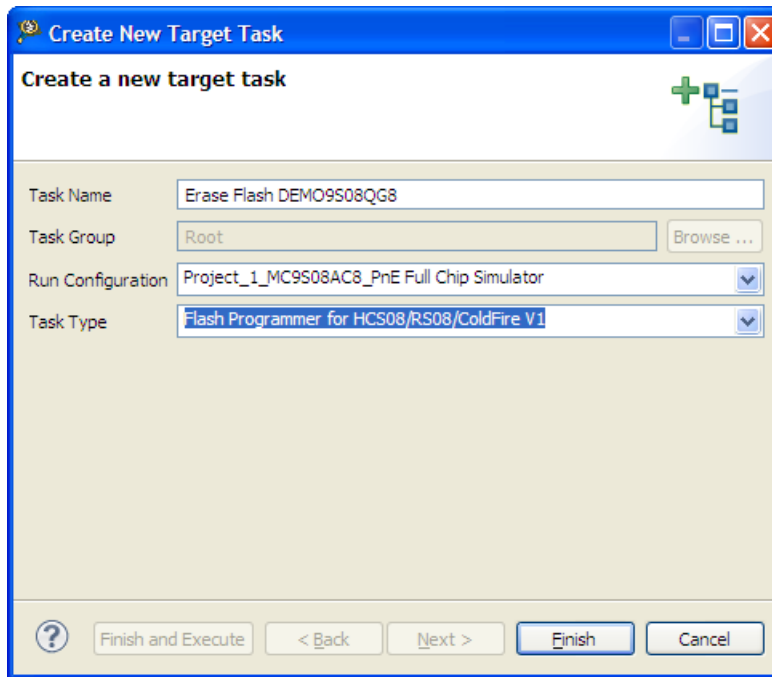 Create New Target Task
Create a new target task
Task Name Erase Flash DEMO9S08QG8
Task Group Root Browse ...
Run Configuration Project_1_MC9S08AC8_PnE Full Chip Simulator
Task Type Flash Programmer for HCS08/RS08/ColdFire V1
? Finish and Execute < Back Next > Finish Cancel